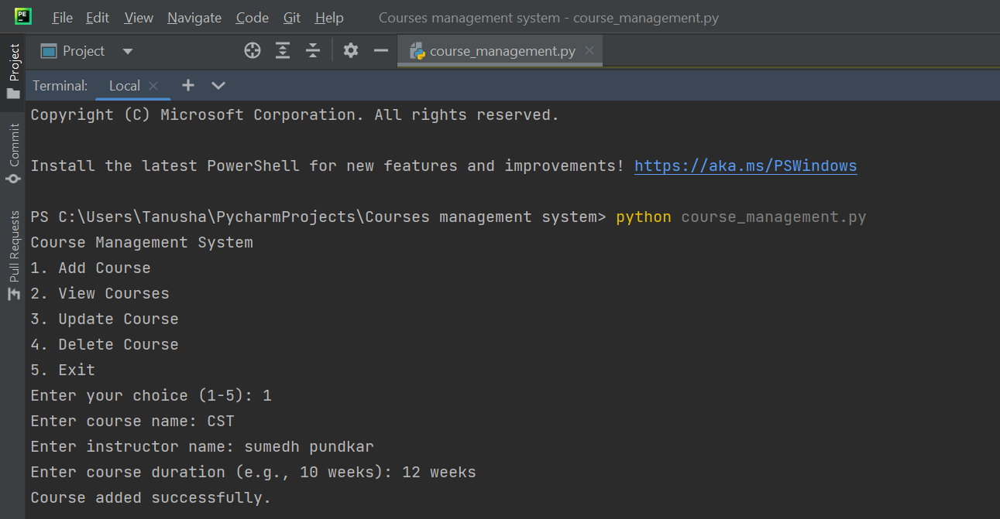 PE File Edit View Navigate Code Git Help Courses management system - course_management.py
Project course_management.py
Project
Terminal: Local
Commit
Pull Requests
Copyright (C) Microsoft Corporation. All rights reserved.
Install the latest PowerShell for new features and improvements! https://aka.ms/PSWindows
PS C:\Users\Tanusha\PycharmProjects\Courses management system> python course_management.py
Course Management System
1. Add Course
2. View Courses
3. Update Course
4. Delete Course
5. Exit
Enter your choice (1-5): 1
Enter course name: CST
Enter instructor name: sumedh pundkar
Enter course duration (e.g., 10 weeks): 12 weeks
Course added successfully.